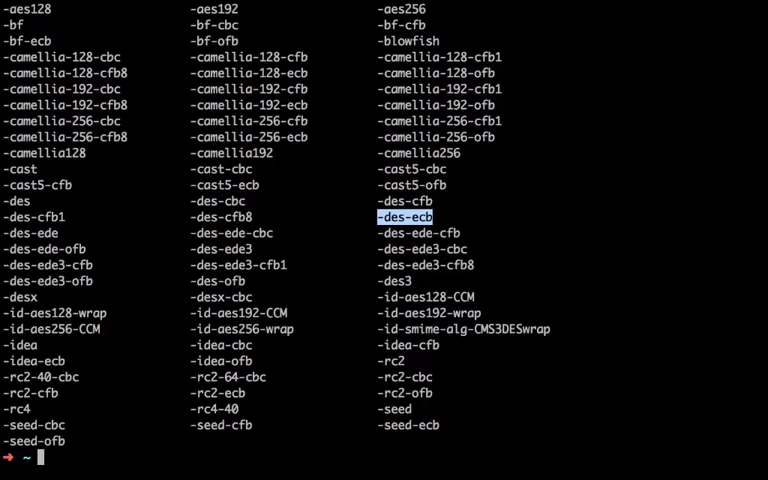 -aes128 -aes192 -aes256
-bf -bf-cbc -bf-cfb
-bf-ecb -bf-ofb -blowfish
-camellia-128-cbc -camellia-128-cfb -camellia-128-cfb1
-camellia-128-cfb8 -camellia-128-ecb -camellia-128-ofb
-camellia-192-cbc -camellia-192-cfb -camellia-192-cfb1
-camellia-192-cfb8 -camellia-192-ecb -camellia-192-ofb
-camellia-256-cbc -camellia-256-cfb -camellia-256-cfb1
-camellia-256-cfb8 -camellia-256-ecb -camellia-256-ofb
-camellia128 -camellia192 -camellia256
-cast -cast-cbc -cast5-cbc
-cast5-cfb -cast5-ecb -cast5-ofb
-des -des-cbc -des-cfb
-des-cfb1 -des-cfb8 -des-ecb
-des-ede -des-ede-cbc -des-ede-cfb
-des-ede-ofb -des-ede3 -des-ede3-cbc
-des-ede3-cfb -des-ede3-cfb1 -des-ede3-cfb8
-des-ede3-ofb -des-ofb -des3
-desx -desx-cbc -id-aes128-CCM
-id-aes128-wrap -id-aes192-CCM -id-aes192-wrap
-id-aes256-CCM -id-aes256-wrap -id-smime-alg-CMS3DESwrap
-idea -idea-cbc -idea-cfb
-idea-ecb -idea-ofb -rc2
-rc2-40-cbc -rc2-64-cbc -rc2-cbc
-rc2-cfb -rc2-ecb -rc2-ofb
-rc4 -rc4-40 -seed
-seed-cbc -seed-cfb -seed-ecb
-seed-ofb
➜ ~